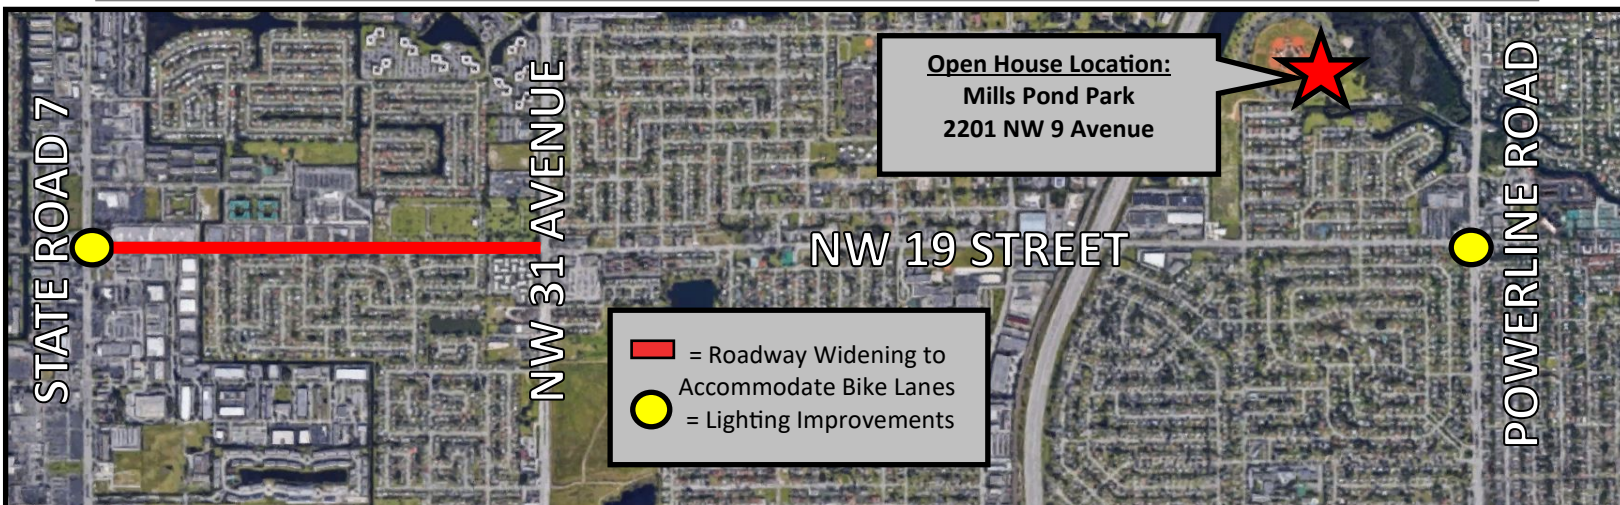 STATE ROAD 7
NW 31 AVENUE
Open House Location:
Mills Pond Park
2201 NW 9 Avenue
POWERLINE ROAD
NW 19 STREET
= Roadway Widening to
Accommodate Bike Lanes
= Lighting Improvements